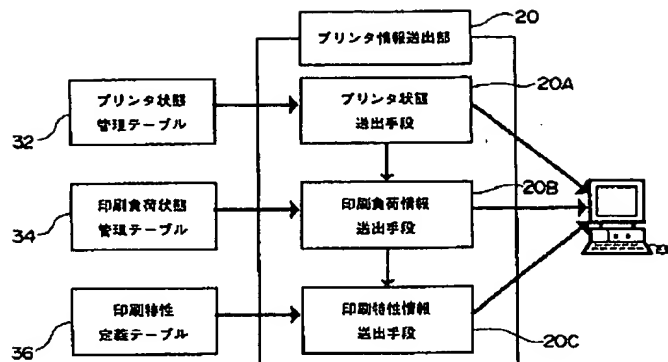 プリンタ情報送出部
20
プリンタ状態
管理テーブル
32
プリンタ状態
送出手段
20A
印刷負荷状態
管理テーブル
34
印刷負荷情報
送出手段
20B
印刷特性
定義テーブル
36
印刷特性情報
送出手段
20C